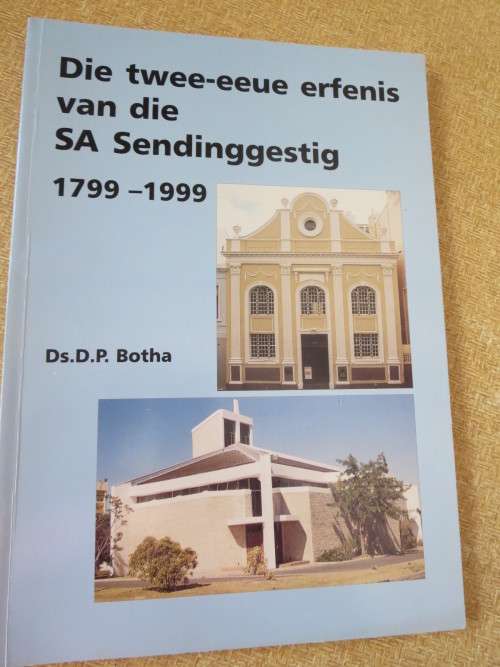 Die twee-eeue erfenis
van die
SA Sendinggestig
1799 –1999
Ds.D.P. Botha